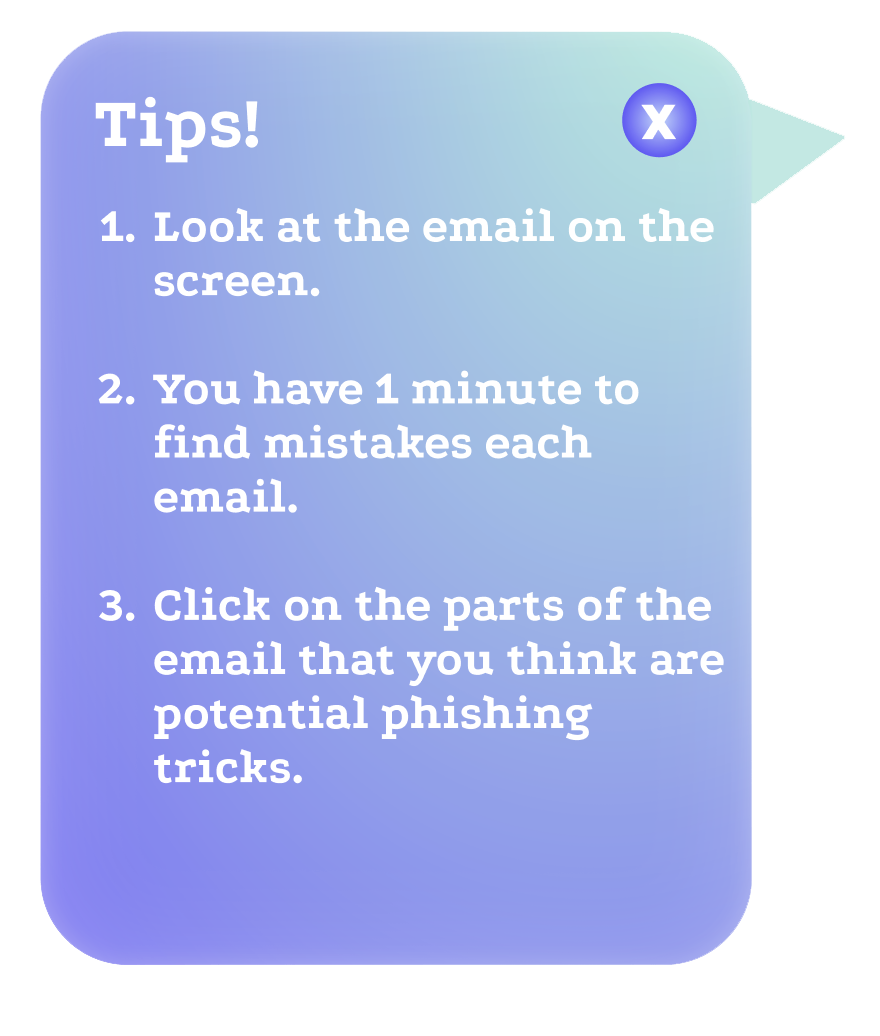 Tips!
X
1. Look at the email on the
screen.
2. You have 1 minute to
find mistakes each
email.
3. Click on the parts of the
email that you think are
potential phishing
tricks.